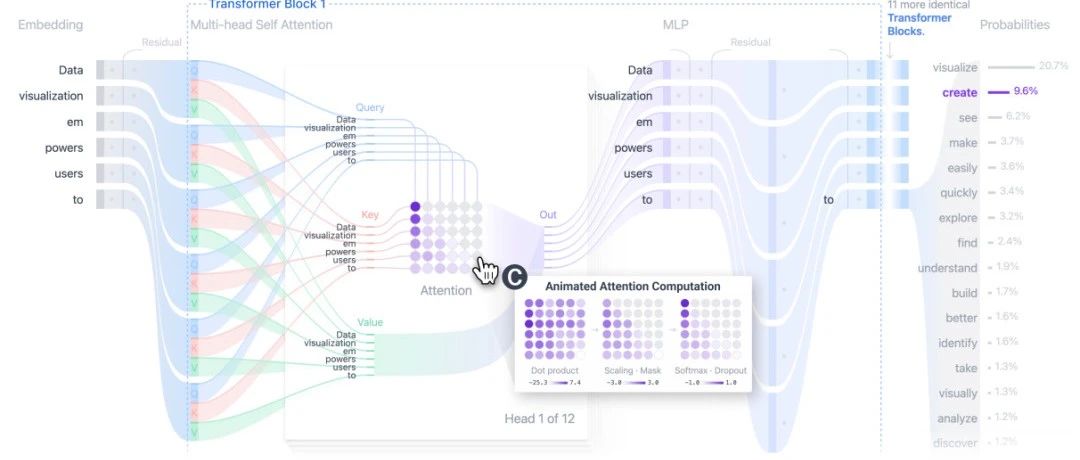 Transformer Block 1
11 more identical
Transformer
Blocks.
Embedding
Multi-head Self Attention
MLP
Probabilities
Residual
Residual
Data
visualization
em
powers
users
to
Q
K
V
Q
K
V
Q
K
V
Q
K
V
Q
K
V
Q
K
V
Query
Data
visualization
em
powers
users
to
Key
Data
visualization
em
powers
users
to
Value
Data
visualization
em
powers
users
to
Attention
Out
C
Head 1 of 12
Animated Attention Computation
Dot product
Scaling · Mask
Softmax · Dropout
-25.3 7.4
-3.0 3.0
-1.0 1.0
Data
visualization
em
powers
users
to
to
visualize 20.7%
create 9.6%
see 6.2%
make 3.7%
easily 3.6%
quickly 3.4%
explore 3.2%
find 2.4%
understand 1.9%
build 1.7%
better 1.6%
identify 1.6%
take 1.3%
visually 1.3%
analyze 1.2%
discover 1.2%